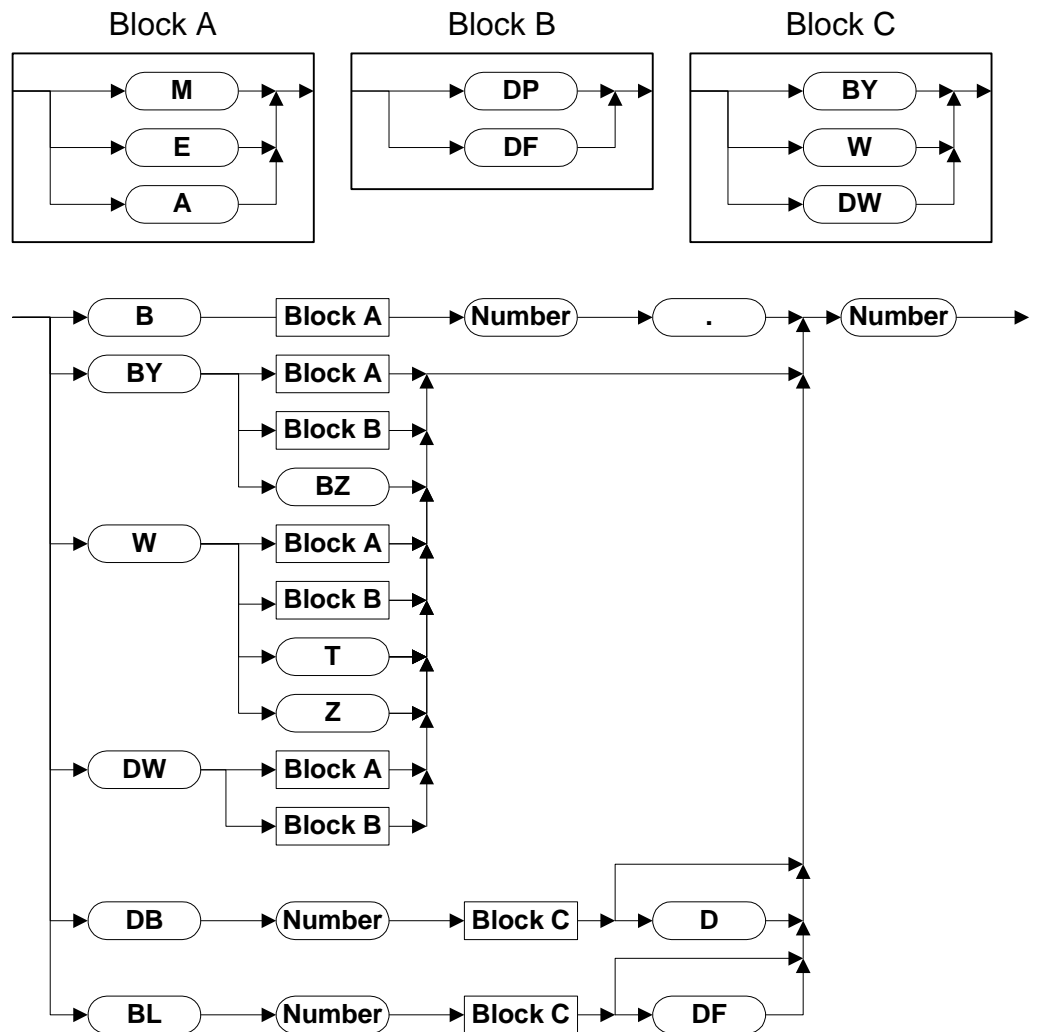 Block A Block B Block C
M DP BY
E DF W
A DW
B Block A Number . Number
BY Block A
Block B
BZ
W Block A
Block B
T
Z
DW Block A
Block B
DB Number Block C D
BL Number Block C DF